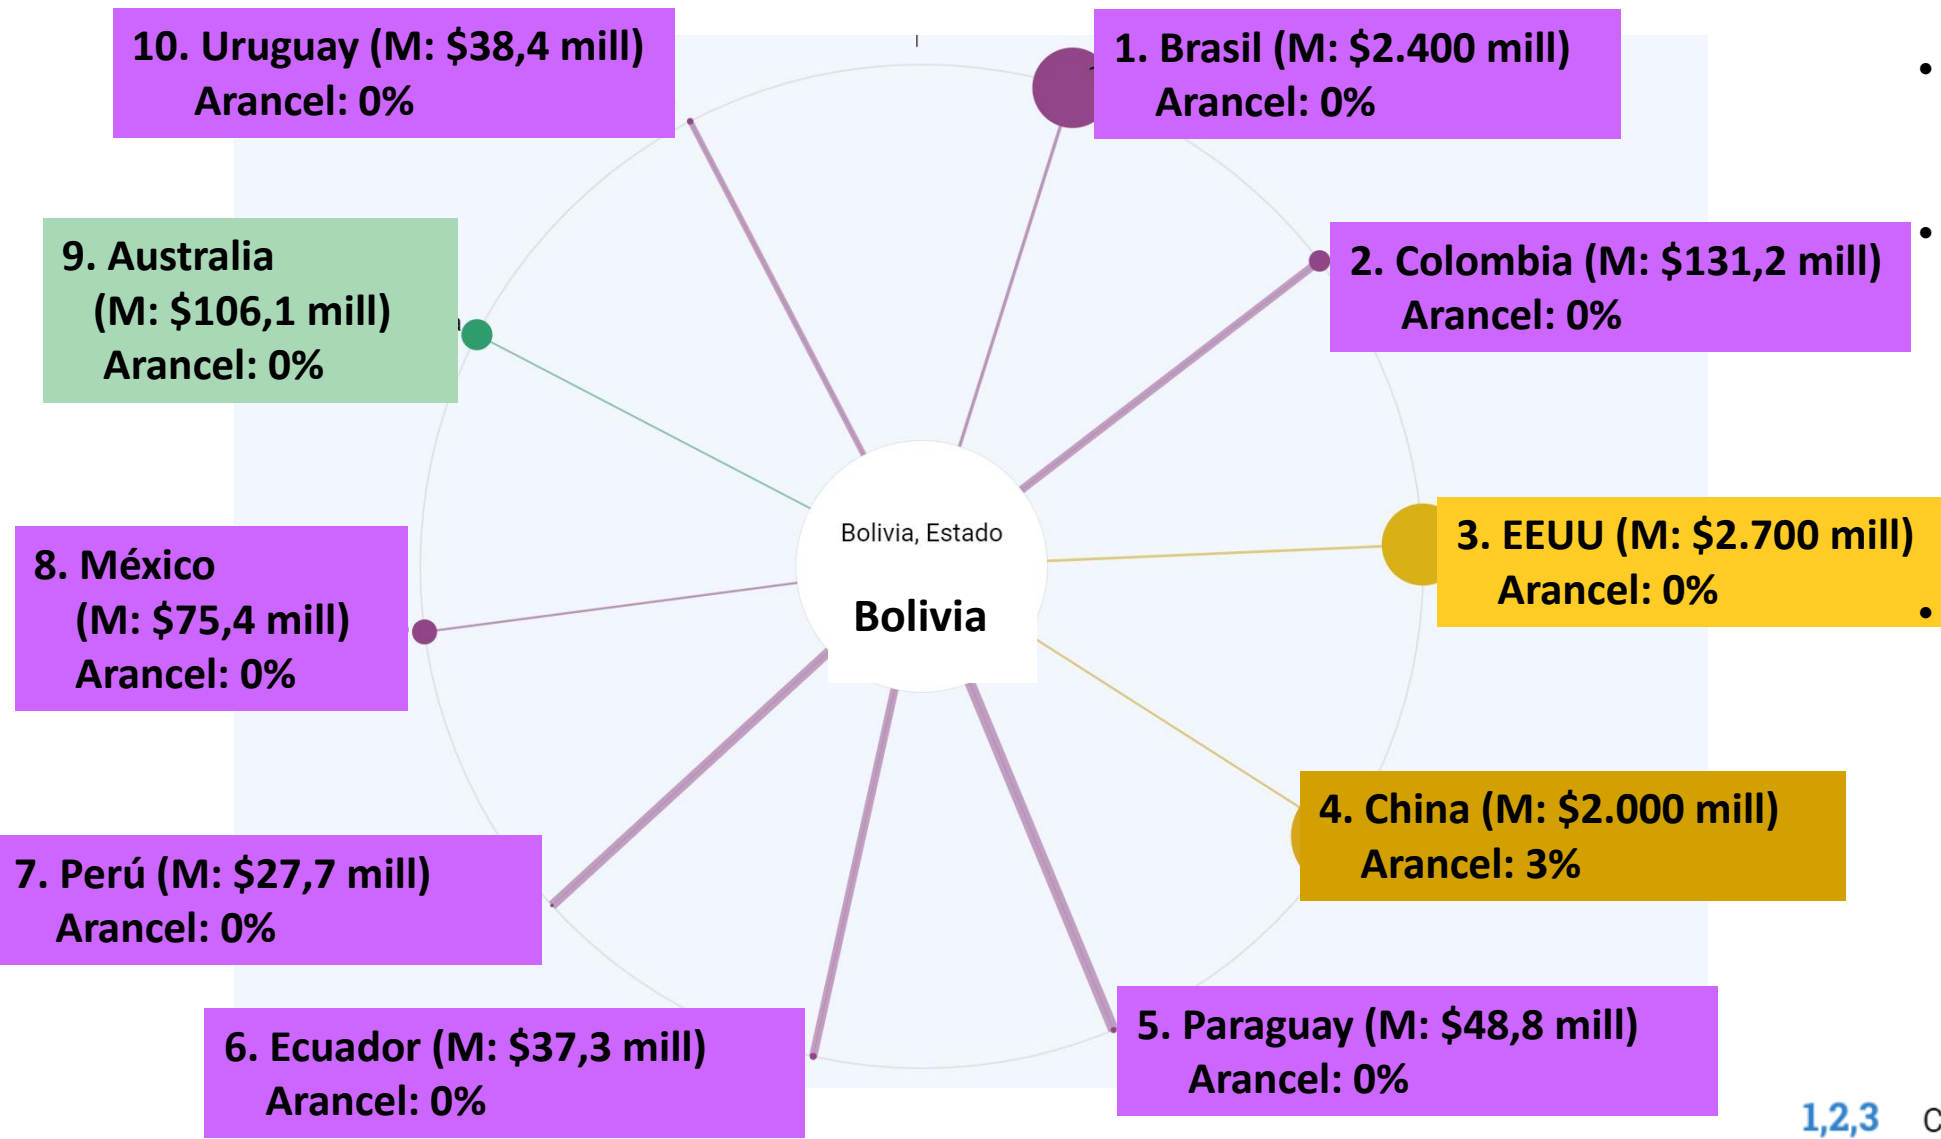 10. Uruguay (M: $38,4 mill)
Arancel: 0%
1. Brasil (M: $2.400 mill)
Arancel: 0%
9. Australia
(M: $106,1 mill)
Arancel: 0%
2. Colombia (M: $131,2 mill)
Arancel: 0%
Bolivia, Estado
Bolivia
3. EEUU (M: $2.700 mill)
Arancel: 0%
8. México
(M: $75,4 mill)
Arancel: 0%
4. China (M: $2.000 mill)
Arancel: 3%
7. Perú (M: $27,7 mill)
Arancel: 0%
6. Ecuador (M: $37,3 mill)
Arancel: 0%
5. Paraguay (M: $48,8 mill)
Arancel: 0%
1,2,3